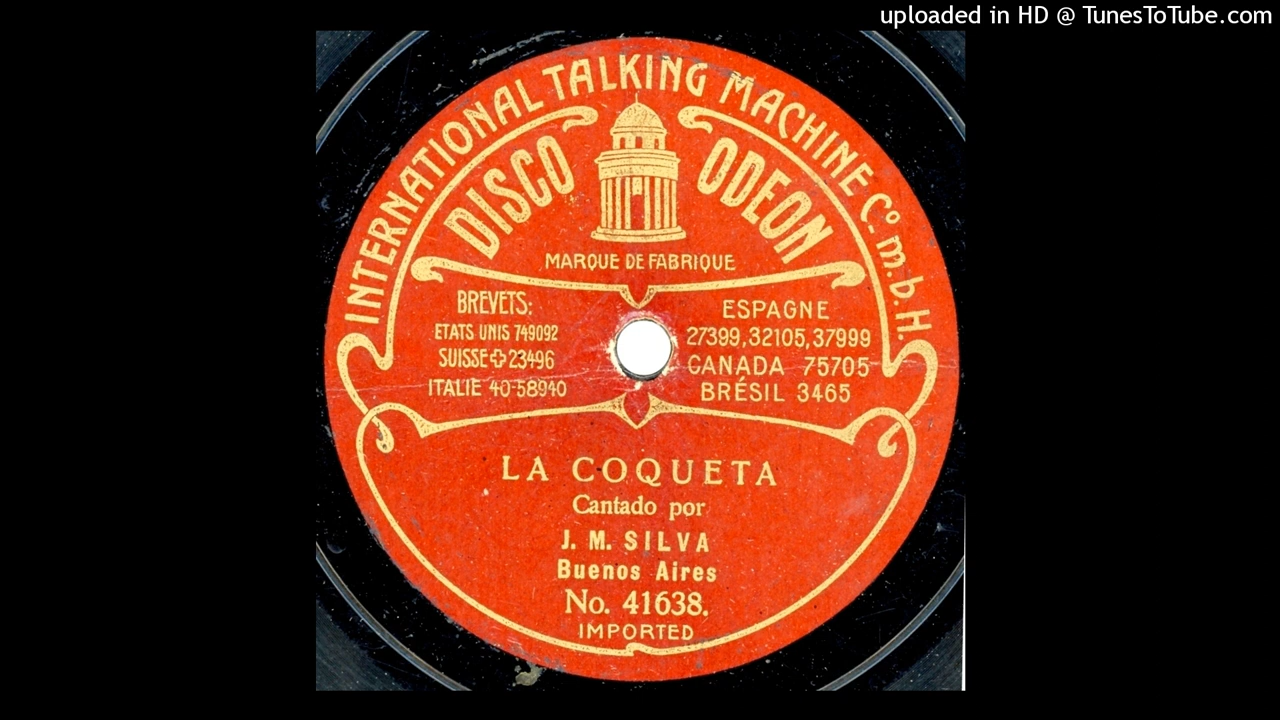 uploaded in HD @ TunesToTube.com
INTERNATIONAL TALKING MACHINE Cº. m. b. H.
DISCO ODEON
MARQUE DE FABRIQUE
BREVETS:
ETATS UNIS 749092
SUISSE 23496
ITALIE 40-58940
ESPAGNE
27399, 32105, 37999
CANADA 75705
BRÉSIL 3465
LA COQUETA
Cantado por
J. M. SILVA
Buenos Aires
No. 41638.
IMPORTED